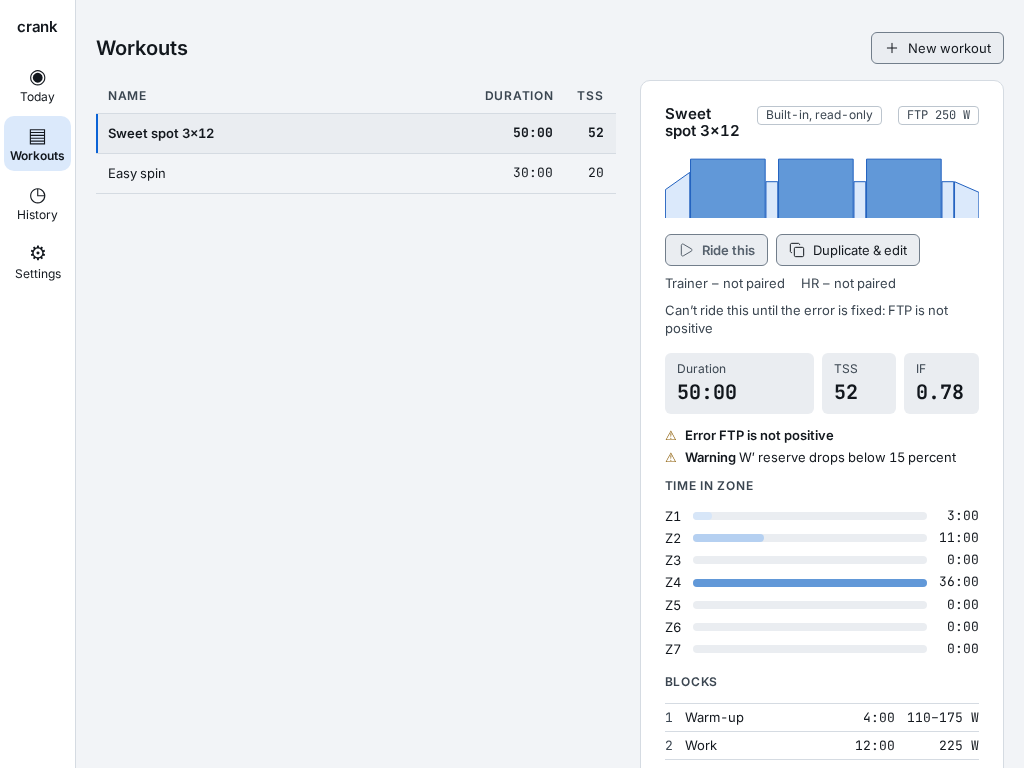 crank
Today
Workouts
History
Settings
Workouts
New workout
NAME DURATION TSS
Sweet spot 3×12 50:00 52
Easy spin 30:00 20
Sweet spot 3×12
Built-in, read-only
FTP 250 W
Ride this
Duplicate & edit
Trainer – not paired HR – not paired
Can’t ride this until the error is fixed: FTP is not
positive
Duration
50:00
TSS
52
IF
0.78
Error FTP is not positive
Warning W′ reserve drops below 15 percent
TIME IN ZONE
Z1 3:00
Z2 11:00
Z3 0:00
Z4 36:00
Z5 0:00
Z6 0:00
Z7 0:00
BLOCKS
1 Warm-up 4:00 110–175 W
2 Work 12:00 225 W